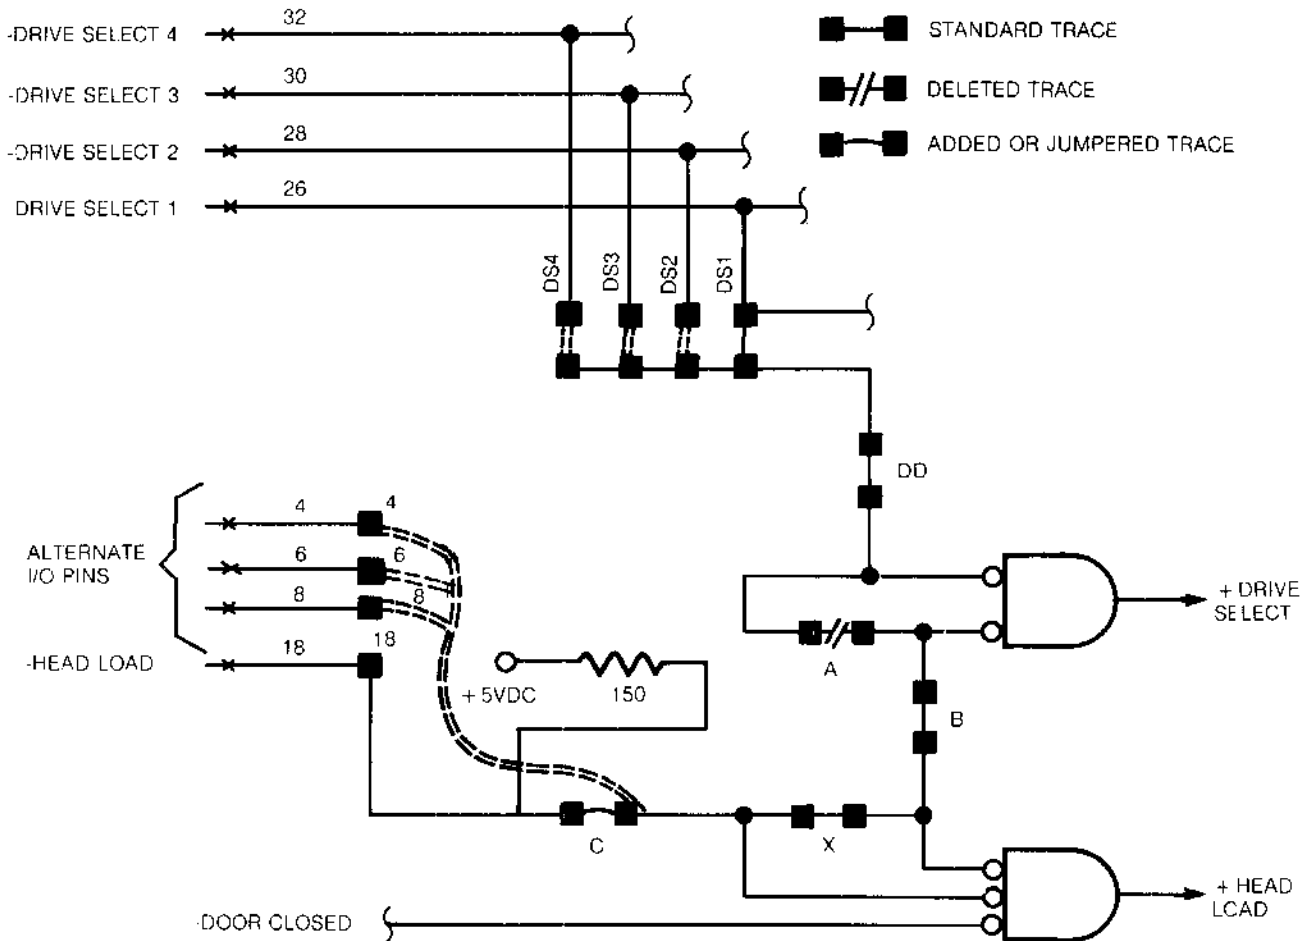 -DRIVE SELECT 4
32
-DRIVE SELECT 3
30
-DRIVE SELECT 2
28
DRIVE SELECT 1
26
STANDARD TRACE
DELETED TRACE
ADDED OR JUMPERED TRACE
DS4
DS3
DS2
DS1
DD
ALTERNATE
I/O PINS
4
4
6
6
8
8
-HEAD LOAD
18
18
+5VDC
150
A
B
+ DRIVE
SELECT
C
X
+ HEAD
LOAD
-DOOR CLOSED